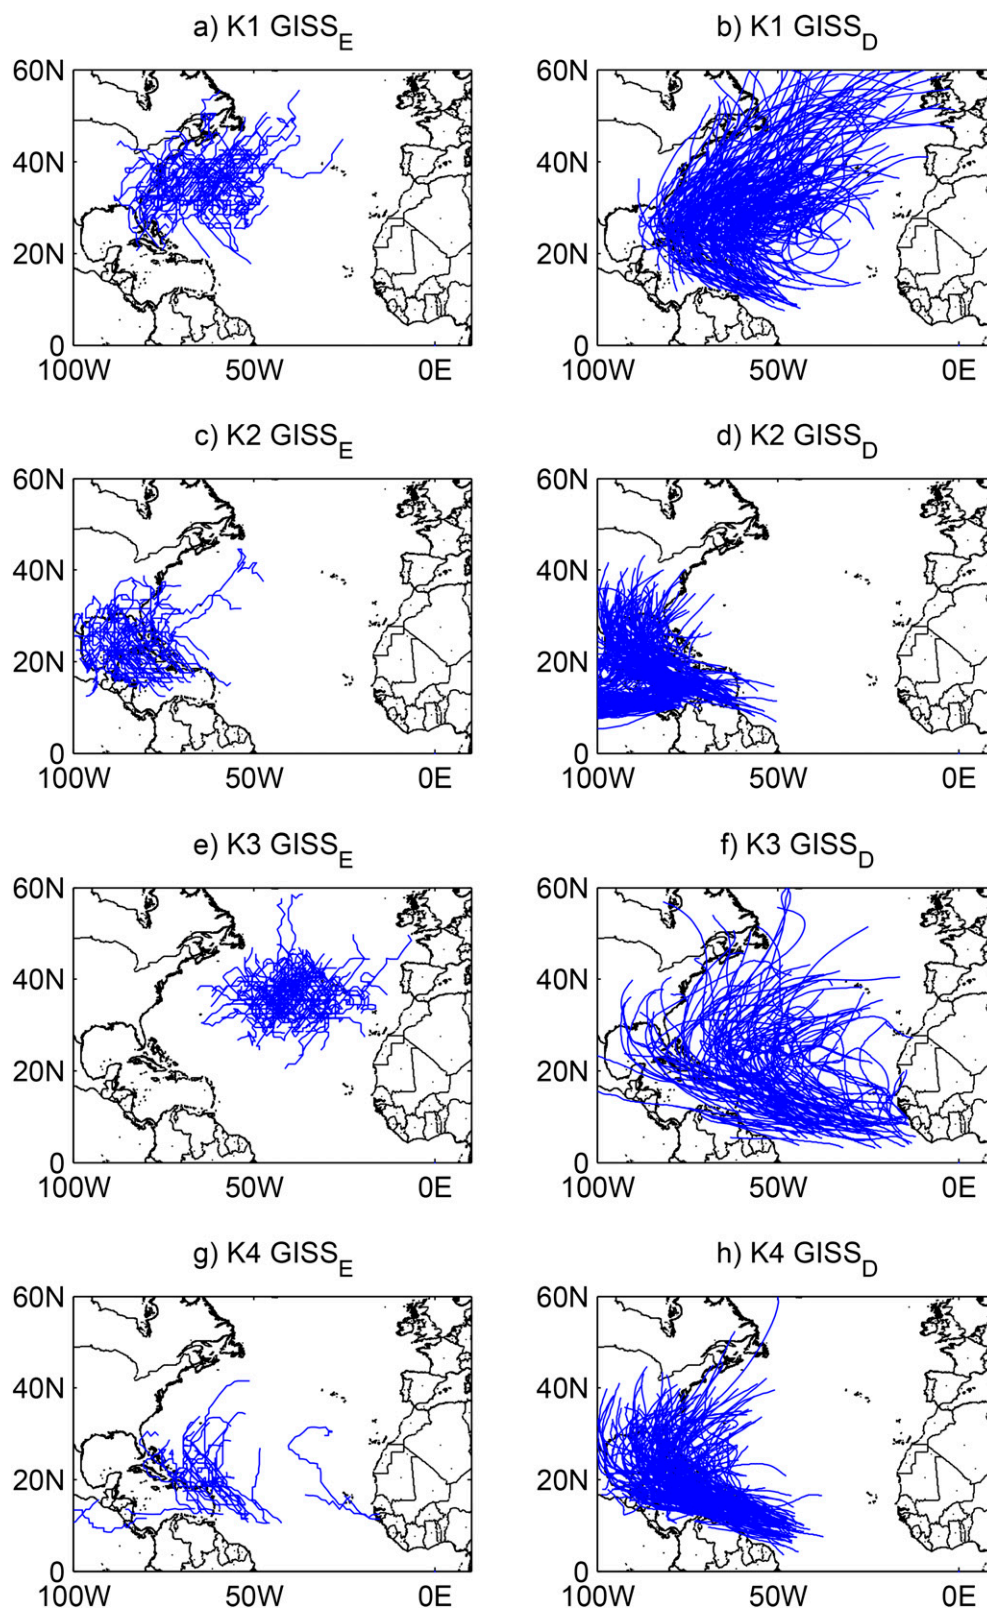 a) K1 GISS_E
b) K1 GISS_D
60N
60N
40N
40N
20N
20N
0
0
100W 50W 0E
100W 50W 0E
c) K2 GISS_E
d) K2 GISS_D
60N
60N
40N
40N
20N
20N
0
0
100W 50W 0E
100W 50W 0E
e) K3 GISS_E
f) K3 GISS_D
60N
60N
40N
40N
20N
20N
0
0
100W 50W 0E
100W 50W 0E
g) K4 GISS_E
h) K4 GISS_D
60N
60N
40N
40N
20N
20N
0
0
100W 50W 0E
100W 50W 0E